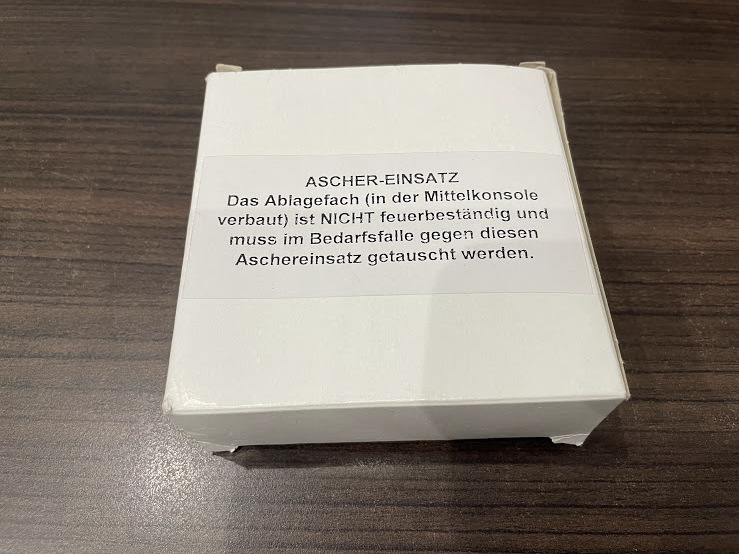 ASCHER-EINSATZ
Das Ablagefach (in der Mittelkonsole
verbaut) ist NICHT feuerbeständig und
muss im Bedarfsfalle gegen diesen
Aschereinsatz getauscht werden.